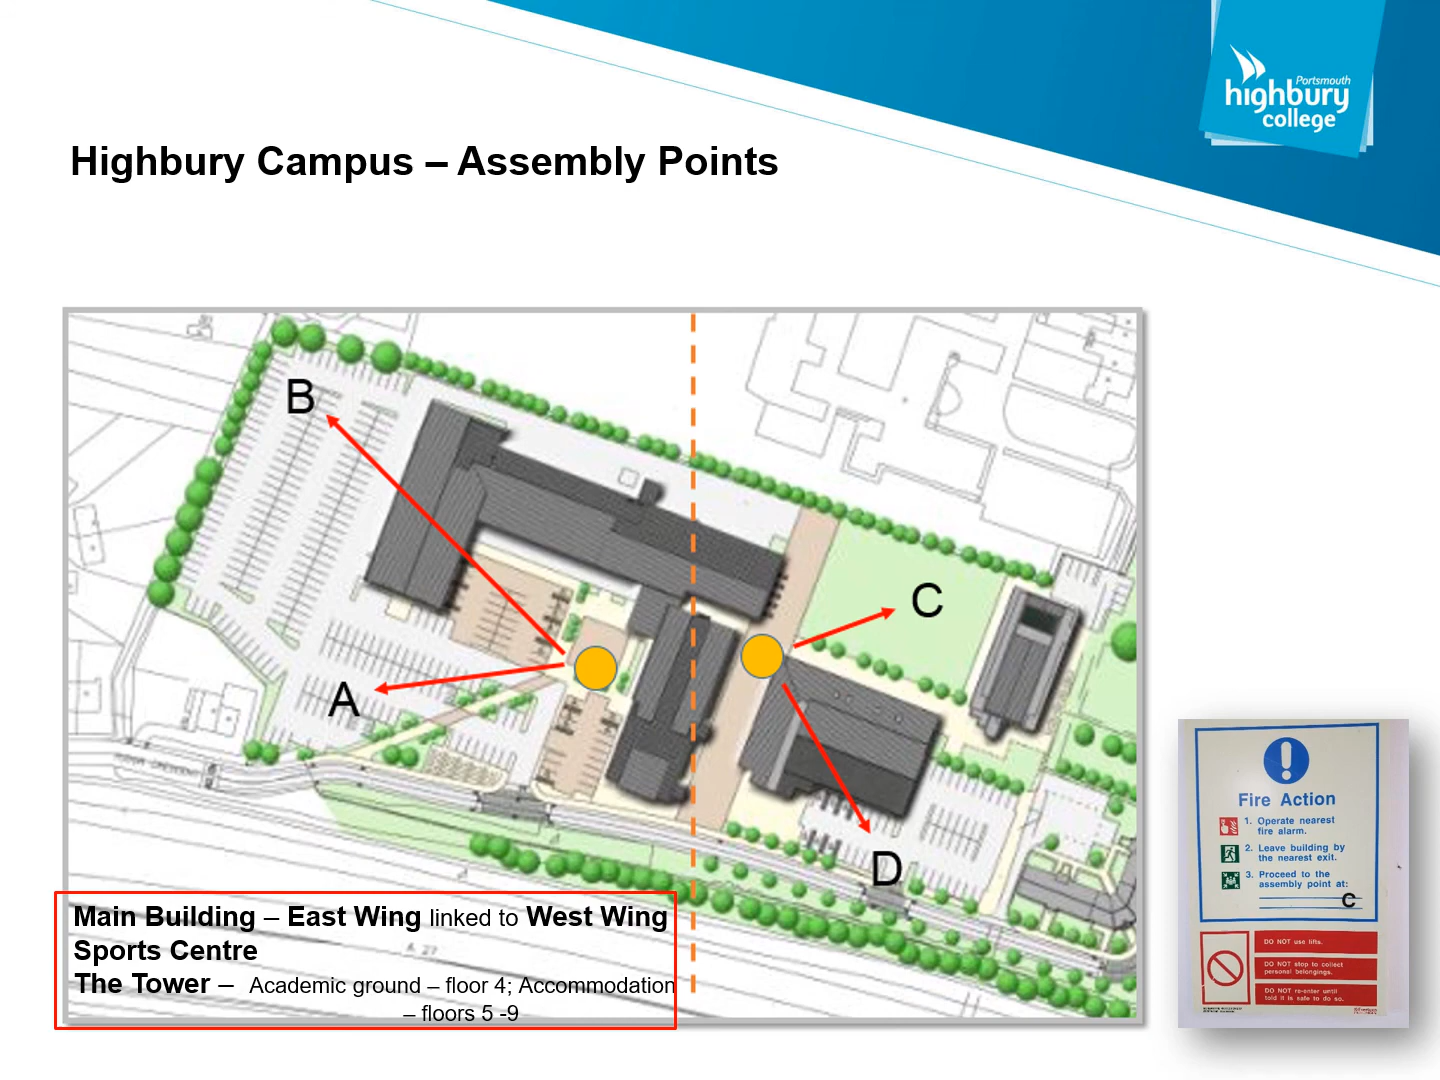 Portsmouth
highbury
college
Highbury Campus – Assembly Points
B
C
A
D
A 27
Main Building – East Wing linked to West Wing
Sports Centre
The Tower – Academic ground – floor 4; Accommodation
– floors 5 -9
Fire Action
1. Operate nearest
fire alarm.
2. Leave building by
the nearest exit.
3. Proceed to the
assembly point at:
C
DO NOT use lifts.
DO NOT stop to collect
personal belongings.
DO NOT re-enter until
told it is safe to do so.